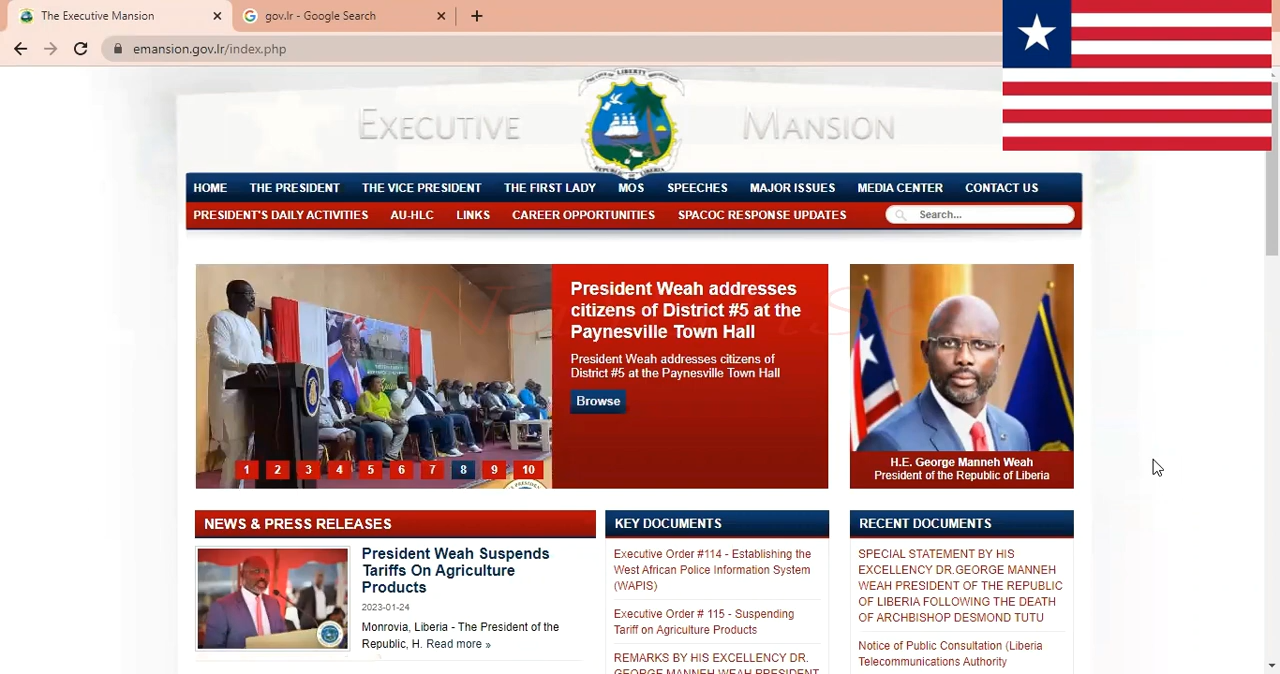 The Executive Mansion
gov.lr - Google Search
emansion.gov.lr/index.php
EXECUTIVE MANSION
HOME THE PRESIDENT THE VICE PRESIDENT THE FIRST LADY MOS SPEECHES MAJOR ISSUES MEDIA CENTER CONTACT US
PRESIDENT'S DAILY ACTIVITIES AU-HLC LINKS CAREER OPPORTUNITIES SPACOC RESPONSE UPDATES Search...
President Weah addresses
citizens of District #5 at the
Paynesville Town Hall
President Weah addresses citizens of
District #5 at the Paynesville Town Hall
Browse
1 2 3 4 5 6 7 8 9 10
H.E. George Manneh Weah
President of the Republic of Liberia
NEWS & PRESS RELEASES
President Weah Suspends
Tariffs On Agriculture
Products
2023-01-24
Monrovia, Liberia - The President of the
Republic, H. Read more »
KEY DOCUMENTS
Executive Order #114 - Establishing the
West African Police Information System
(WAPIS)
Executive Order # 115 - Suspending
Tariff on Agriculture Products
REMARKS BY HIS EXCELLENCY DR.
GEORGE MANNEH WEAH PRESIDENT
RECENT DOCUMENTS
SPECIAL STATEMENT BY HIS
EXCELLENCY DR.GEORGE MANNEH
WEAH PRESIDENT OF THE REPUBLIC
OF LIBERIA FOLLOWING THE DEATH
OF ARCHBISHOP DESMOND TUTU
Notice of Public Consultation (Liberia
Telecommunications Authority